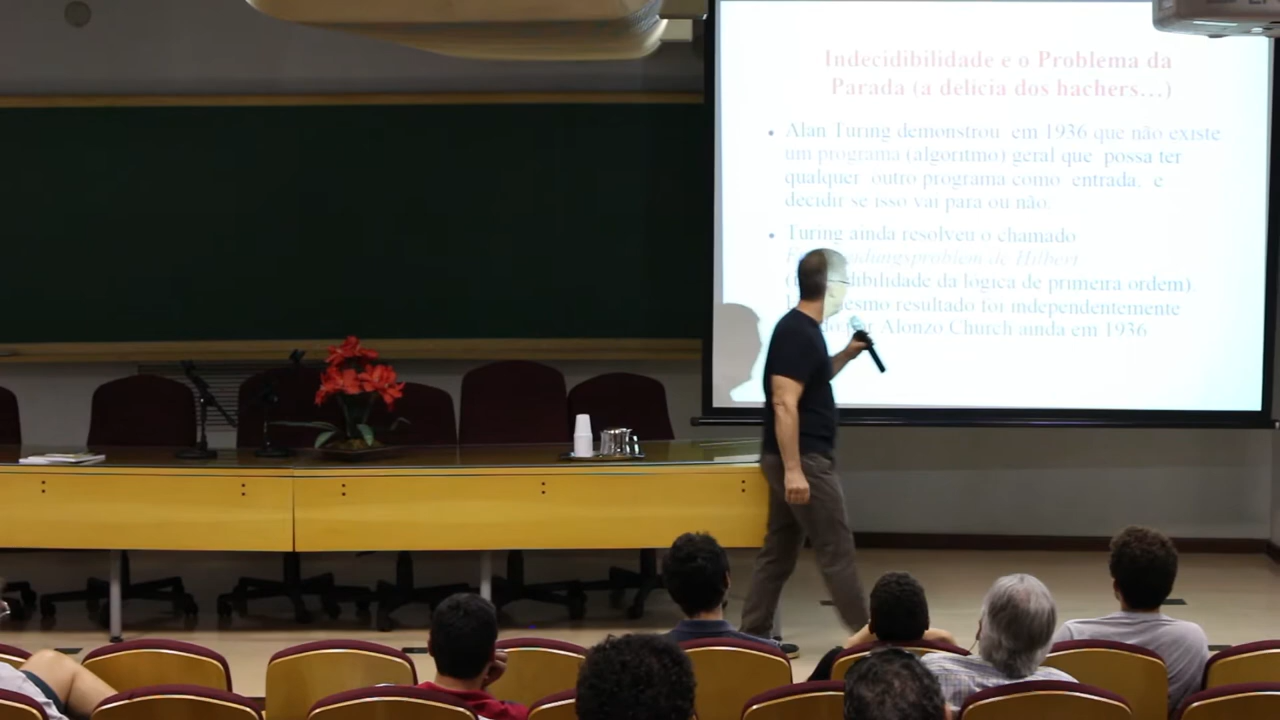 Indecidibilidade e o Problema da
Parada (a delicia dos hachers…)
• Alan Turing demonstrou em 1936 que não existe
um programa (algoritmo) geral que possa ter
qualquer outro programa como entrada, e
decidir se isso vai para ou não.
• Turing ainda resolveu o chamado
de Hilbert
da lógica de primeira ordem)
resultado foi independentemente
Alonzo Church ainda em 1936